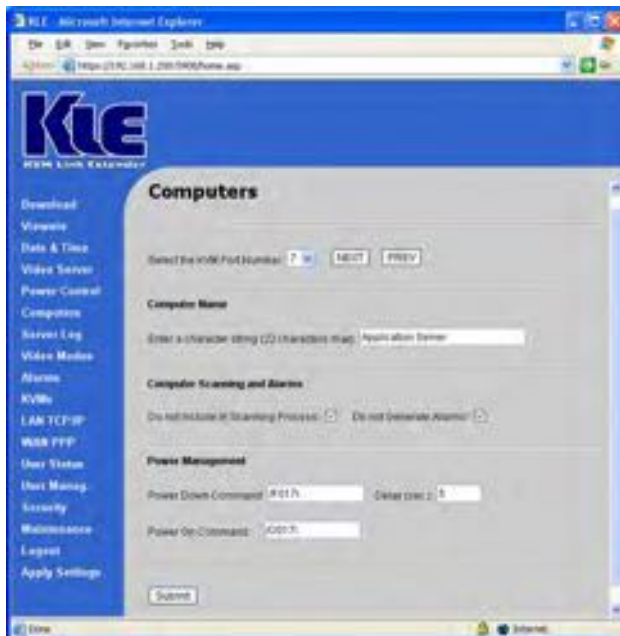 KLE - Microsoft Internet Explorer
File Edit View Favorites Tools Help
Address
Go
KLE
KVM Link Extender
Computers
Download
Viewers
Date & Time
Video Server
Power Control
Computers
Server Log
Video Modes
Alarms
KVMs
LAN TCP/IP
WAN PPP
User Status
User Manag.
Security
Maintenance
Logout
Apply Settings
Select the KVM Port Number: 7 NEXT PREV
Computer Name
Enter a character string (22 characters max) Application Server
Computer Scanning and Alarms
Do not Include in Scanning Process: Do not Generate Alarms:
Power Management
Power Down Command: Delay (sec.): 5
Power On Command:
Submit
Done
Internet